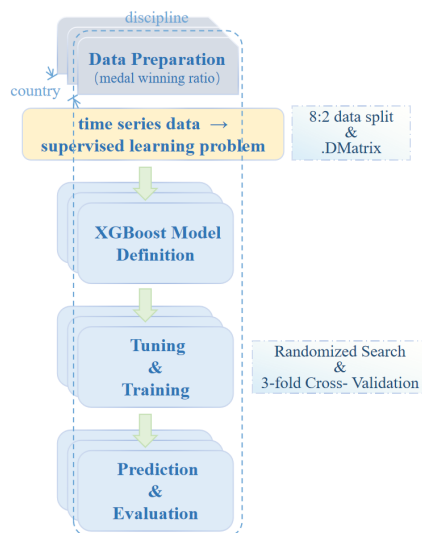 discipline
Data Preparation
(medal winning ratio)
country
time series data →
supervised learning problem
8:2 data split
&
.DMatrix
XGBoost Model
Definition
Tuning
&
Training
Randomized Search
&
3-fold Cross- Validation
Prediction
&
Evaluation